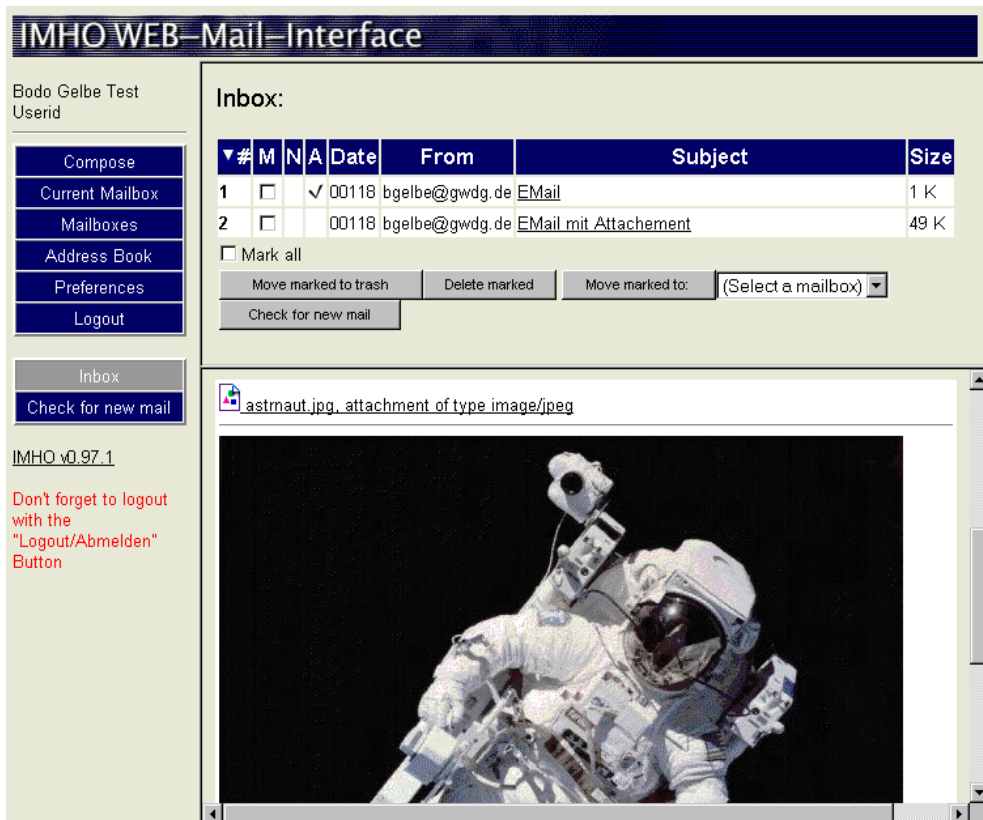 IMHO WEB–Mail–Interface
Bodo Gelbe Test
Userid
Compose
Current Mailbox
Mailboxes
Address Book
Preferences
Logout
Inbox
Check for new mail
IMHO v0.97.1
Don't forget to logout
with the
"Logout/Abmelden"
Button
Inbox:
# M N A Date From Subject Size
1 00118 bgelbe@gwdg.de EMail 1 K
2 00118 bgelbe@gwdg.de EMail mit Attachement 49 K
Mark all
Move marked to trash Delete marked Move marked to: (Select a mailbox)
Check for new mail
astrnaut.jpg, attachment of type image/jpeg